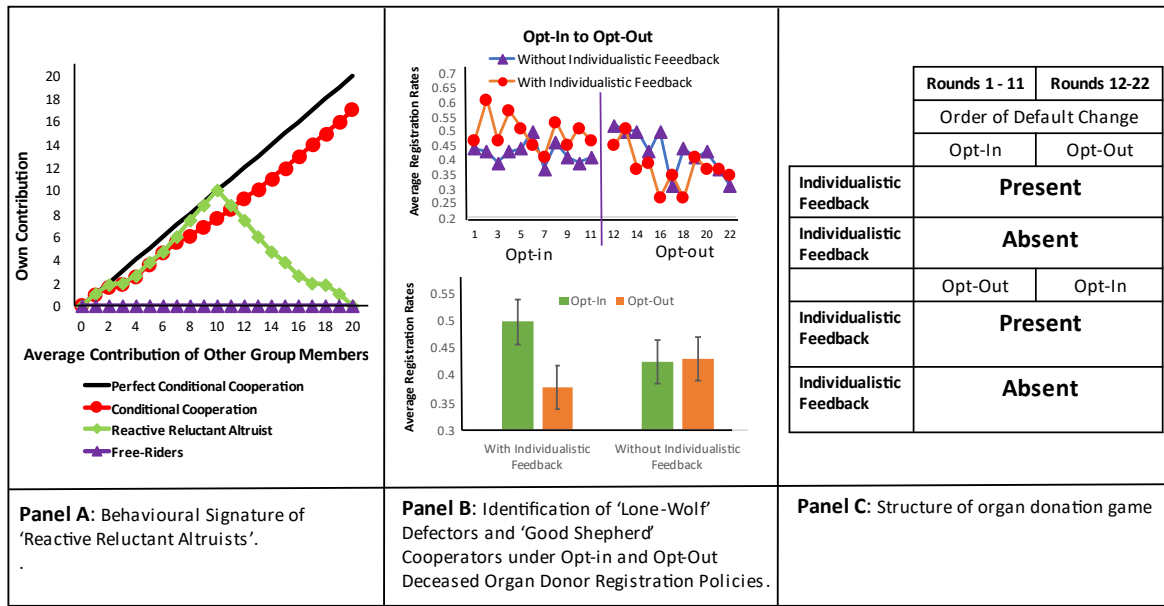 20
18
16
14
12
10
8
6
4
2
0
Own Contribution
0 2 4 6 8 10 12 14 16 18 20
Average Contribution of Other Group Members
Perfect Conditional Cooperation
Conditional Cooperation
Reactive Reluctant Altruist
Free-Riders
Panel A: Behavioural Signature of
‘Reactive Reluctant Altruists’.
.
Opt-In to Opt-Out
Without Individualistic Feeedback
With Individualistic Feedback
0.7
0.65
0.6
0.55
0.5
0.45
0.4
0.35
0.3
0.25
0.2
Average Registration Rates
1 3 5 7 9 11 12 14 16 18 20 22
Opt-in Opt-out
0.55
0.5
0.45
0.4
0.35
0.3
Average Registration Rates
Opt-In Opt-Out
With Individualistic Without Individualistic
Feedback Feedback
Panel B: Identification of ‘Lone-Wolf’
Defectors and ‘Good Shepherd’
Cooperators under Opt-in and Opt-Out
Deceased Organ Donor Registration Policies.
Rounds 1 - 11 Rounds 12-22
Order of Default Change
Opt-In Opt-Out
Individualistic
Feedback
Present
Individualistic
Feedback
Absent
Opt-Out Opt-In
Individualistic
Feedback
Present
Individualistic
Feedback
Absent
Panel C: Structure of organ donation game